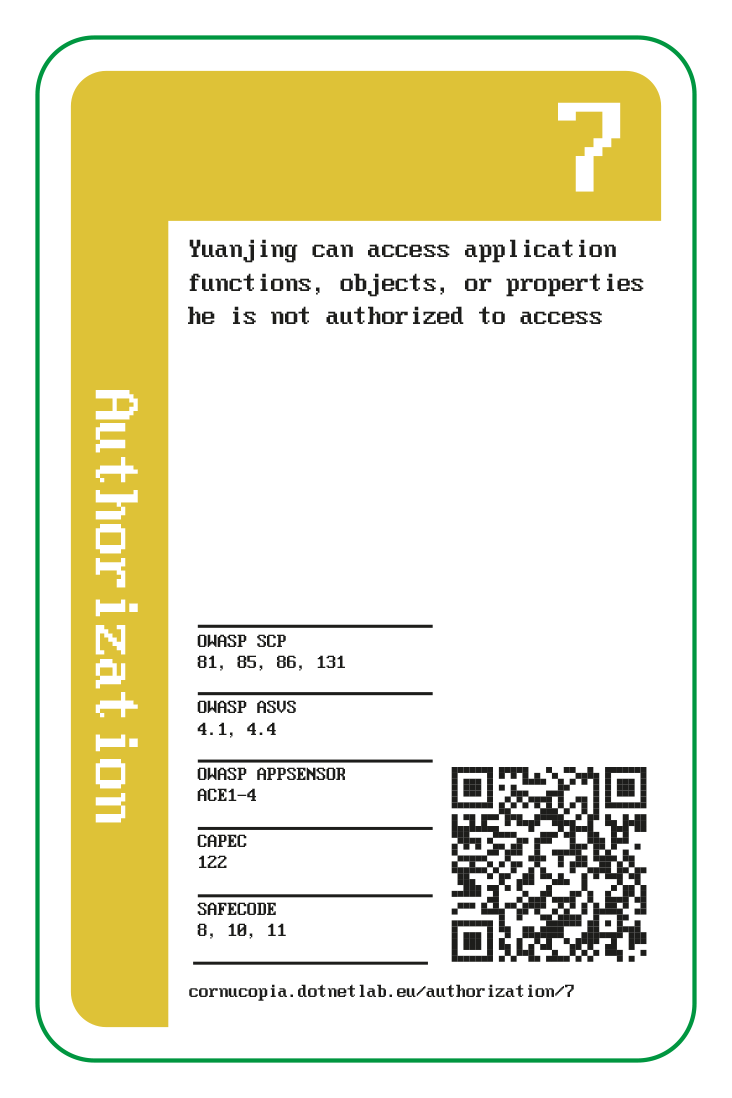 7
Yuanjing can access application
functions, objects, or properties
he is not authorized to access
Authorization
OWASP SCP
81, 85, 86, 131
OWASP ASVS
4.1, 4.4
OWASP APPSENSOR
ACE1-4
CAPEC
122
SAFECODE
8, 10, 11
cornucopia.dotnetlab.eu/authorization/7